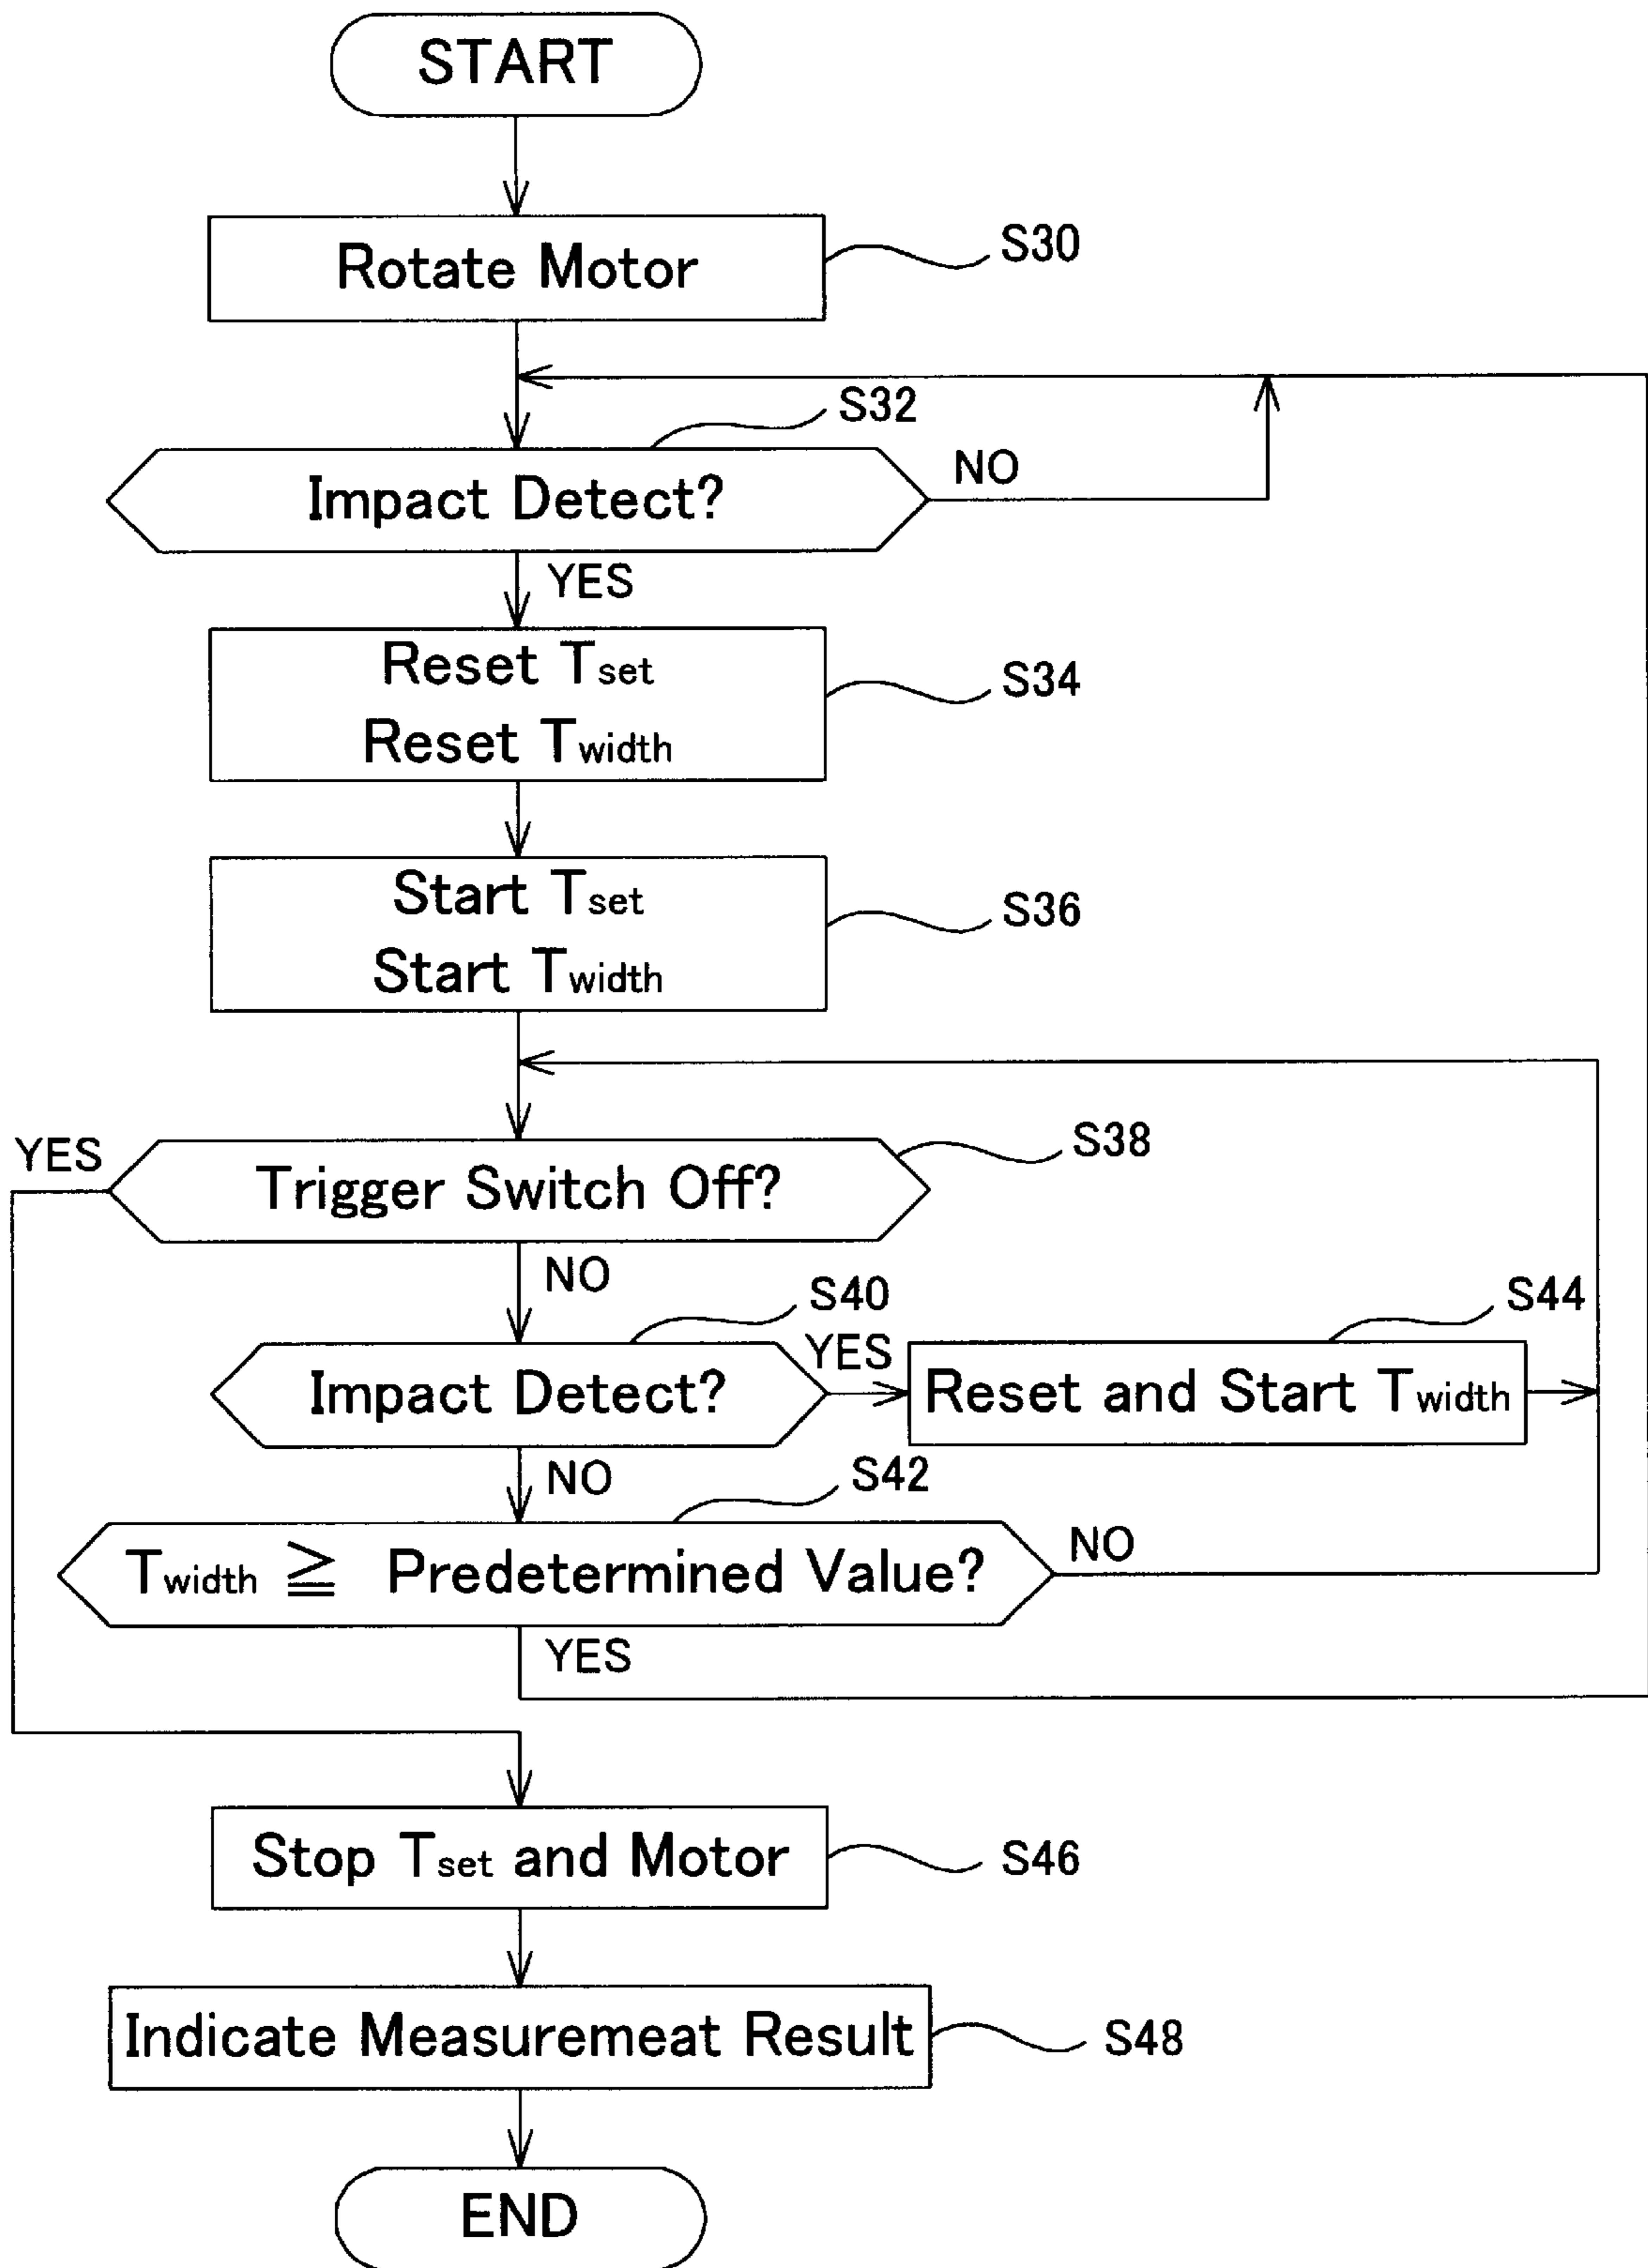 START
Rotate Motor
S30
S32
Impact Detect?
NO
YES
Reset Tset
Reset Twidth
S34
Start Tset
Start Twidth
S36
YES
Trigger Switch Off?
S38
NO
S40
S44
Impact Detect?
YES
Reset and Start Twidth
NO
S42
Twidth ≧ Predetermined Value?
NO
YES
Stop Tset and Motor
S46
Indicate Measuremeat Result
S48
END